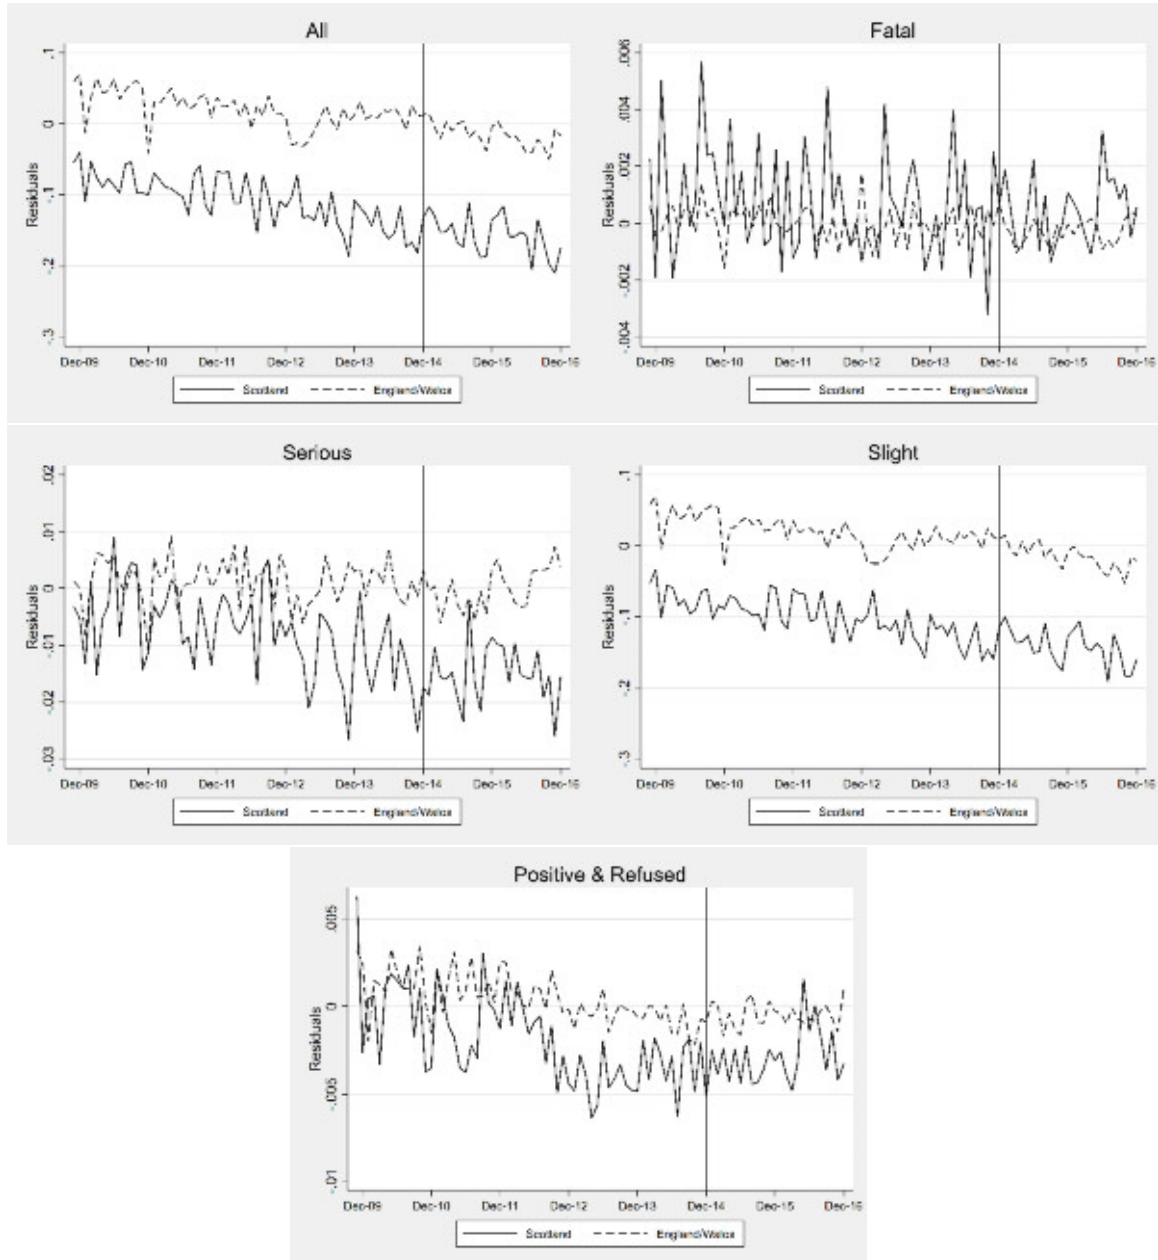 All
Fatal
Residuals
.1
0
-.1
-.2
-.3
Dec-09 Dec-10 Dec-11 Dec-12 Dec-13 Dec-14 Dec-15 Dec-16
Scotland England/Wales
Residuals
.006
.004
.002
0
-.002
-.004
Dec-09 Dec-10 Dec-11 Dec-12 Dec-13 Dec-14 Dec-15 Dec-16
Scotland England/Wales
Serious
Slight
Residuals
.02
.01
0
-.01
-.02
-.03
Dec-09 Dec-10 Dec-11 Dec-12 Dec-13 Dec-14 Dec-15 Dec-16
Scotland England/Wales
Residuals
.1
0
-.1
-.2
-.3
Dec-09 Dec-10 Dec-11 Dec-12 Dec-13 Dec-14 Dec-15 Dec-16
Scotland England/Wales
Positive & Refused
Residuals
.005
0
-.005
-.01
Dec-09 Dec-10 Dec-11 Dec-12 Dec-13 Dec-14 Dec-15 Dec-16
Scotland England/Wales